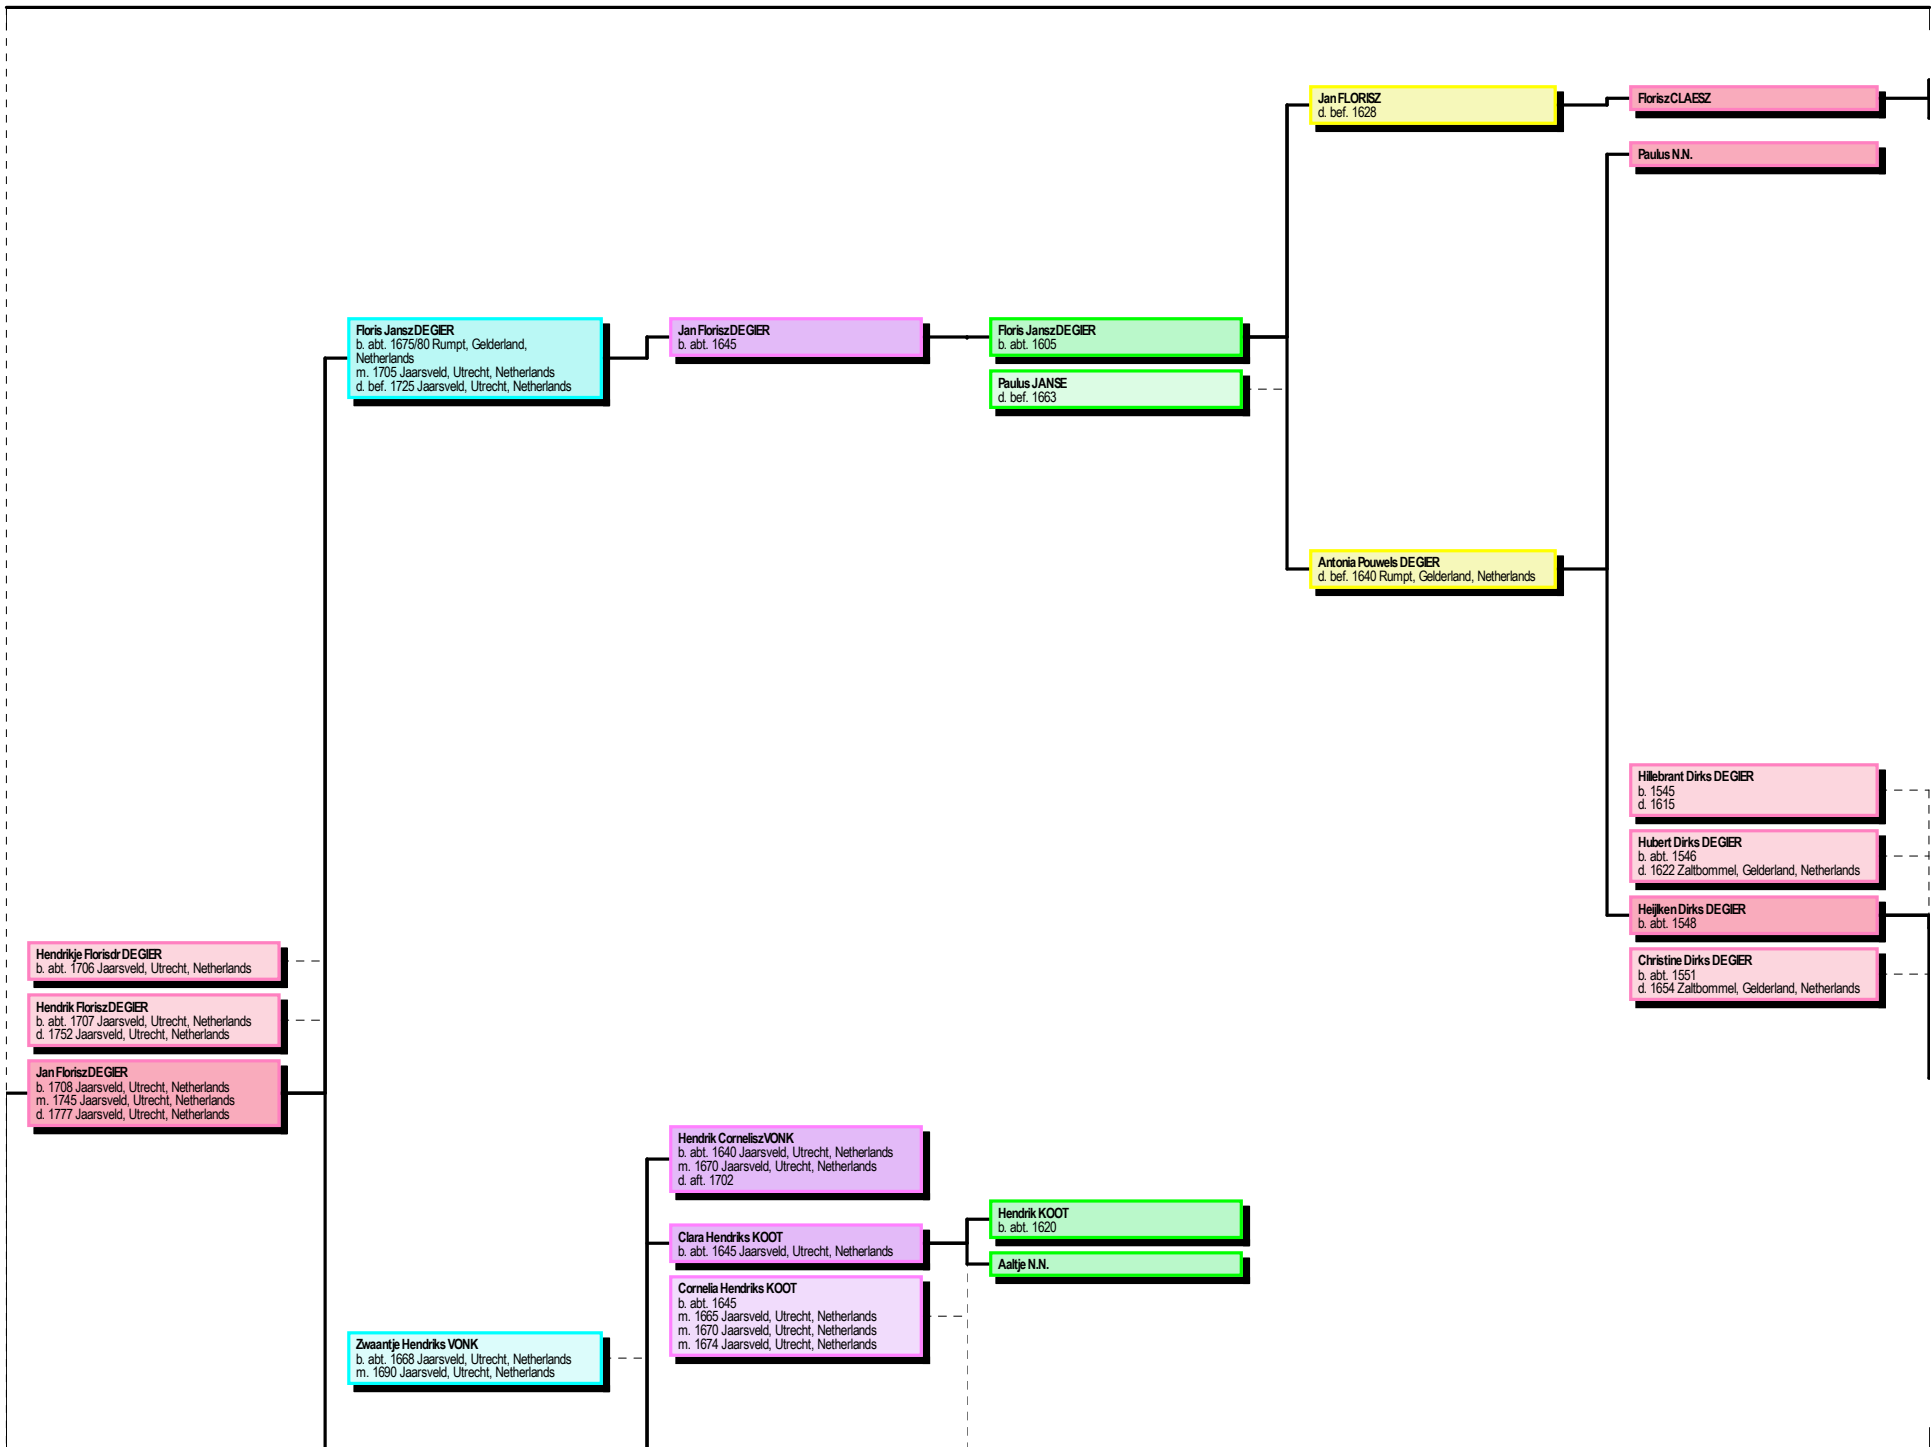 Jan FLORISZ
d. bef. 1628
Florisz CLAESZ
Paulus N.N.
Floris Jansz DE GIER
b. abt. 1675/80 Rumpt, Gelderland,
Netherlands
m. 1705 Jaarsveld, Utrecht, Netherlands
d. bef. 1725 Jaarsveld, Utrecht, Netherlands
Jan Florisz DE GIER
b. abt. 1645
Floris Jansz DE GIER
b. abt. 1605
Paulus JANSE
d. bef. 1663
Antonia Pouwels DE GIER
d. bef. 1640 Rumpt, Gelderland, Netherlands
Hillebrant Dirks DE GIER
b. 1545
d. 1615
Hubert Dirks DE GIER
b. abt. 1546
d. 1622 Zaltbommel, Gelderland, Netherlands
Heijlken Dirks DE GIER
b. abt. 1548
Christine Dirks DE GIER
b. abt. 1551
d. 1654 Zaltbommel, Gelderland, Netherlands
Hendrikje Florisdr DE GIER
b. abt. 1706 Jaarsveld, Utrecht, Netherlands
Hendrik Florisz DE GIER
b. abt. 1707 Jaarsveld, Utrecht, Netherlands
d. 1752 Jaarsveld, Utrecht, Netherlands
Jan Florisz DE GIER
b. 1708 Jaarsveld, Utrecht, Netherlands
m. 1745 Jaarsveld, Utrecht, Netherlands
d. 1777 Jaarsveld, Utrecht, Netherlands
Hendrik Cornelisz VONK
b. abt. 1640 Jaarsveld, Utrecht, Netherlands
m. 1670 Jaarsveld, Utrecht, Netherlands
d. aft. 1702
Clara Hendriks KOOT
b. abt. 1645 Jaarsveld, Utrecht, Netherlands
Hendrik KOOT
b. abt. 1620
Aaltje N.N.
Cornelia Hendriks KOOT
b. abt. 1645
m. 1665 Jaarsveld, Utrecht, Netherlands
m. 1670 Jaarsveld, Utrecht, Netherlands
m. 1674 Jaarsveld, Utrecht, Netherlands
Zwaantje Hendriks VONK
b. abt. 1668 Jaarsveld, Utrecht, Netherlands
m. 1690 Jaarsveld, Utrecht, Netherlands